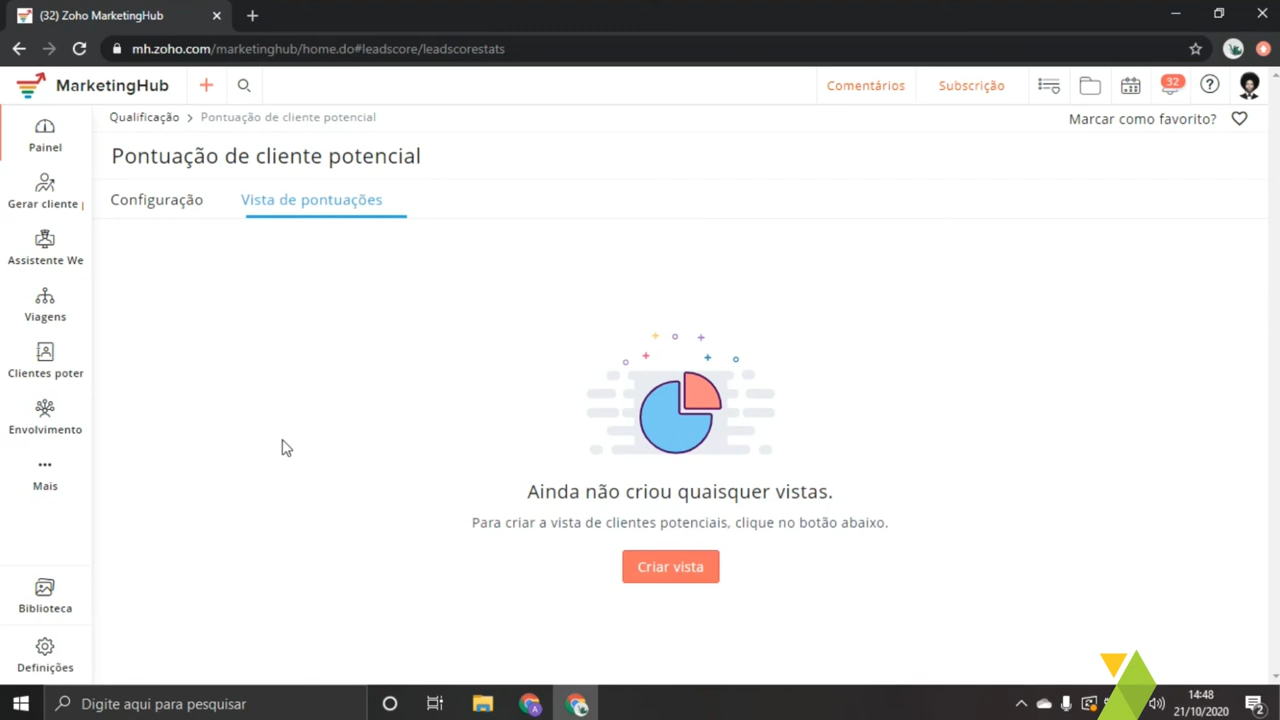 (32) Zoho MarketingHub
mh.zoho.com/marketinghub/home.do#leadscore/leadscorestats
MarketingHub
Comentários
Subscrição
32
Qualificação > Pontuação de cliente potencial
Marcar como favorito?
Painel
Pontuação de cliente potencial
Gerar cliente
Configuração
Vista de pontuações
Assistente We
Viagens
Clientes poter
Envolvimento
Mais
Ainda não criou quaisquer vistas.
Para criar a vista de clientes potenciais, clique no botão abaixo.
Criar vista
Biblioteca
Definições
Digite aqui para pesquisar
A
14:48
21/10/2020
2